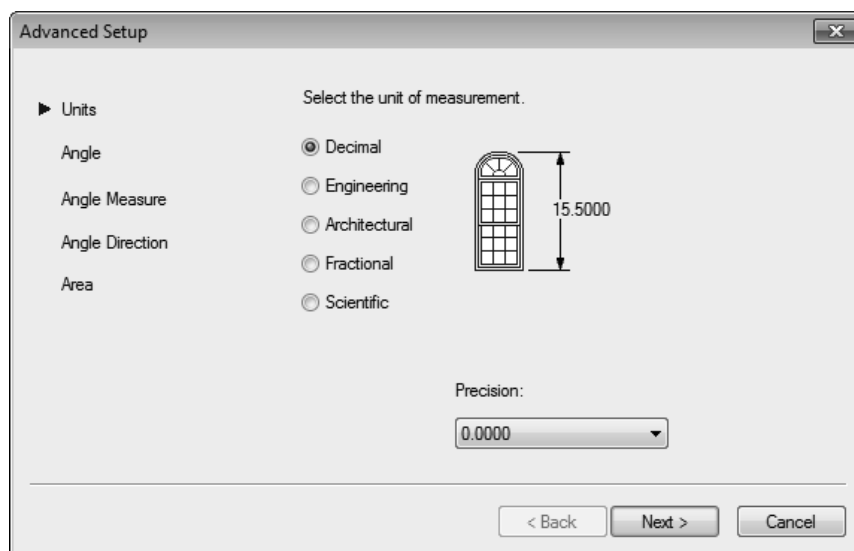 Advanced Setup
Units
Angle
Angle Measure
Angle Direction
Area
Select the unit of measurement.
Decimal
Engineering
Architectural
Fractional
Scientific
15.5000
Precision:
0.0000
< Back
Next >
Cancel